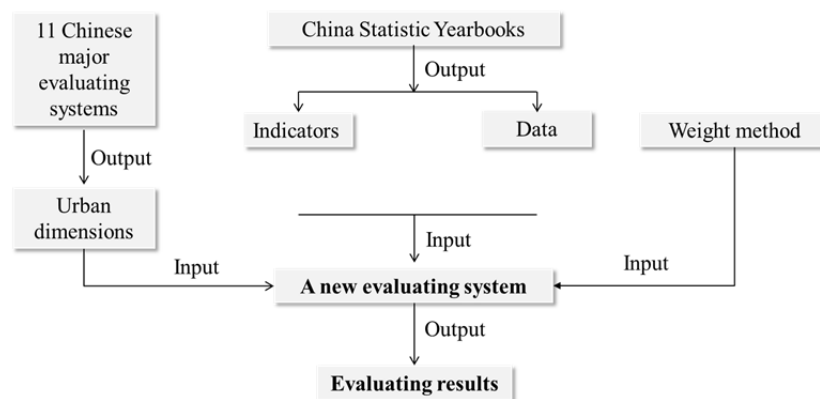 11 Chinese
major
evaluating
systems
China Statistic Yearbooks
Output
Indicators
Data
Weight method
Output
Urban
dimensions
Input
Input
Input
A new evaluating system
Output
Evaluating results